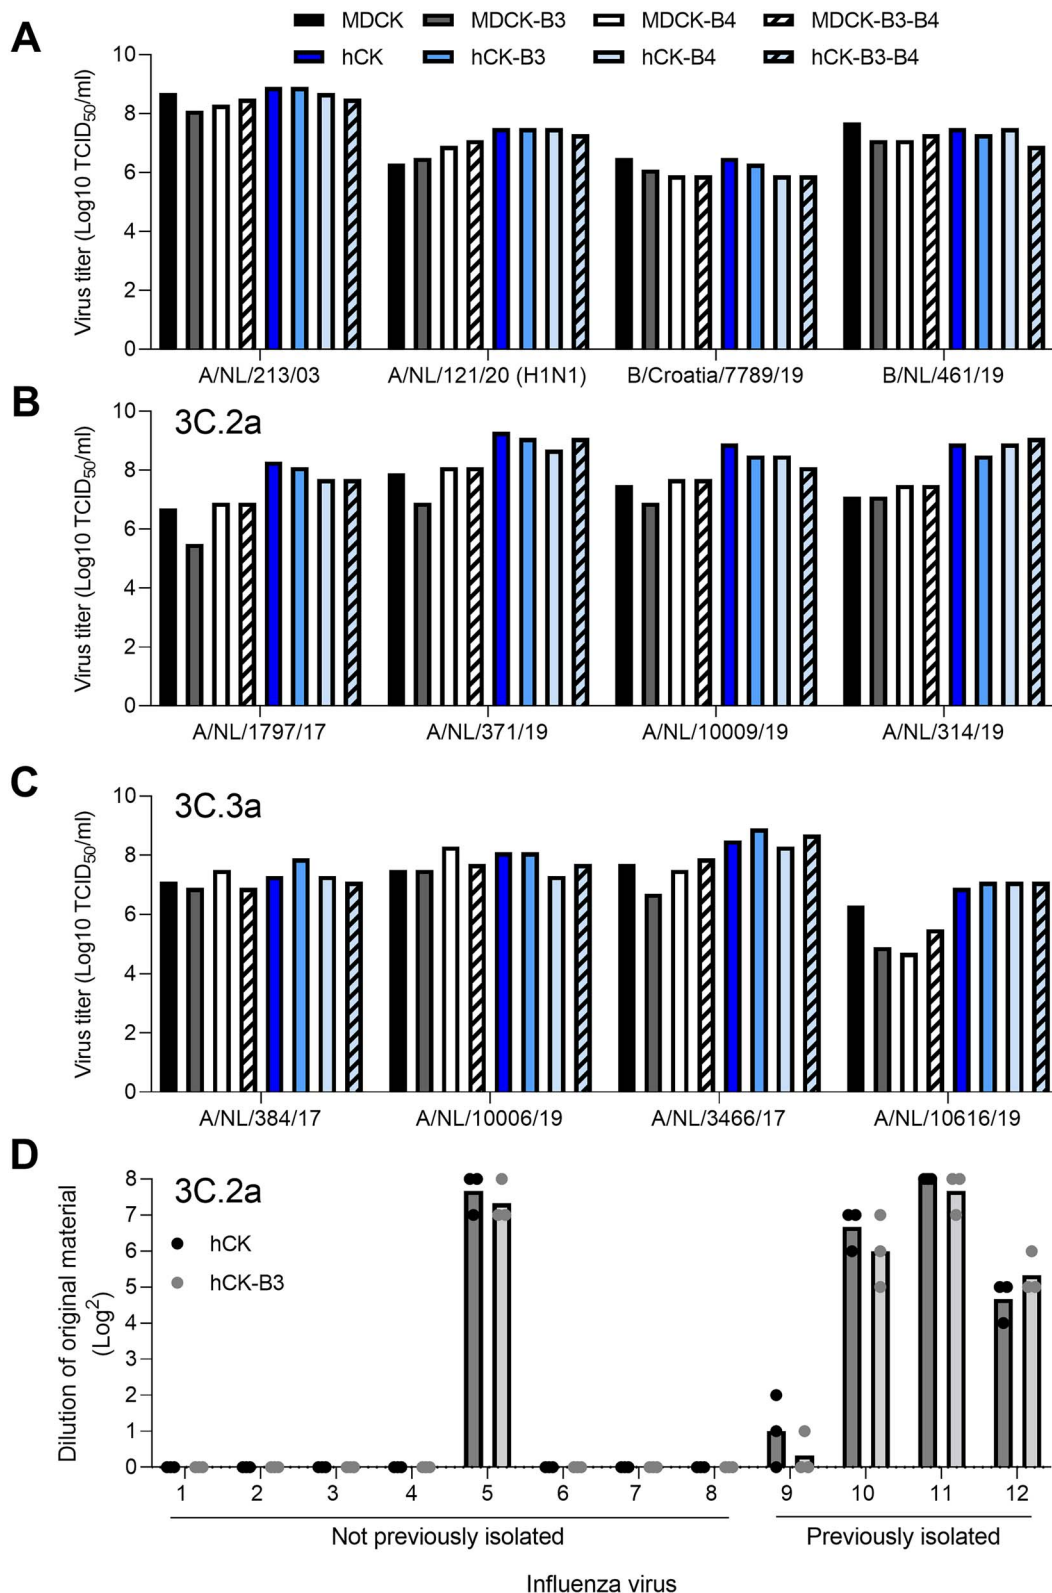 A
MDCK MDCK-B3 MDCK-B4 MDCK-B3-B4
hCK hCK-B3 hCK-B4 hCK-B3-B4
Virus titer (Log10 TCID50/ml)
10
8
6
4
2
0
A/NL/213/03 A/NL/121/20 (H1N1) B/Croatia/7789/19 B/NL/461/19
B
3C.2a
Virus titer (Log10 TCID50/ml)
10
8
6
4
2
0
A/NL/1797/17 A/NL/371/19 A/NL/10009/19 A/NL/314/19
C
3C.3a
Virus titer (Log10 TCID50/ml)
10
8
6
4
2
0
A/NL/384/17 A/NL/10006/19 A/NL/3466/17 A/NL/10616/19
D
3C.2a
hCK
hCK-B3
Dilution of original material
(Log2)
8
7
6
5
4
3
2
1
0
1 2 3 4 5 6 7 8 9 10 11 12
Not previously isolated Previously isolated
Influenza virus